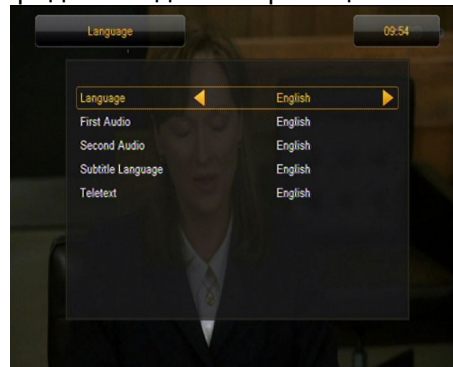 Language
09:54
Language English
First Audio English
Second Audio English
Subtitle Language English
Teletext English